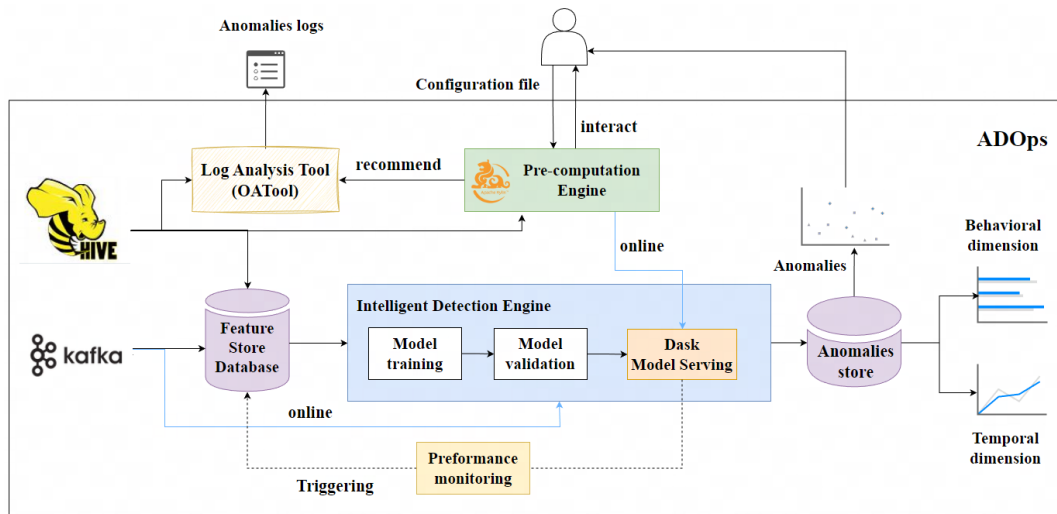 Anomalies logs
Configuration file
interact
ADOps
Log Analysis Tool
(OATool)
recommend
Pre-computation
Engine
HIVE
online
Behavioral
dimension
Anomalies
Intelligent Detection Engine
kafka
Feature
Store
Database
Model
training
Model
validation
Dask
Model Serving
Anomalies
store
online
Preformance
monitoring
Triggering
Temporal
dimension